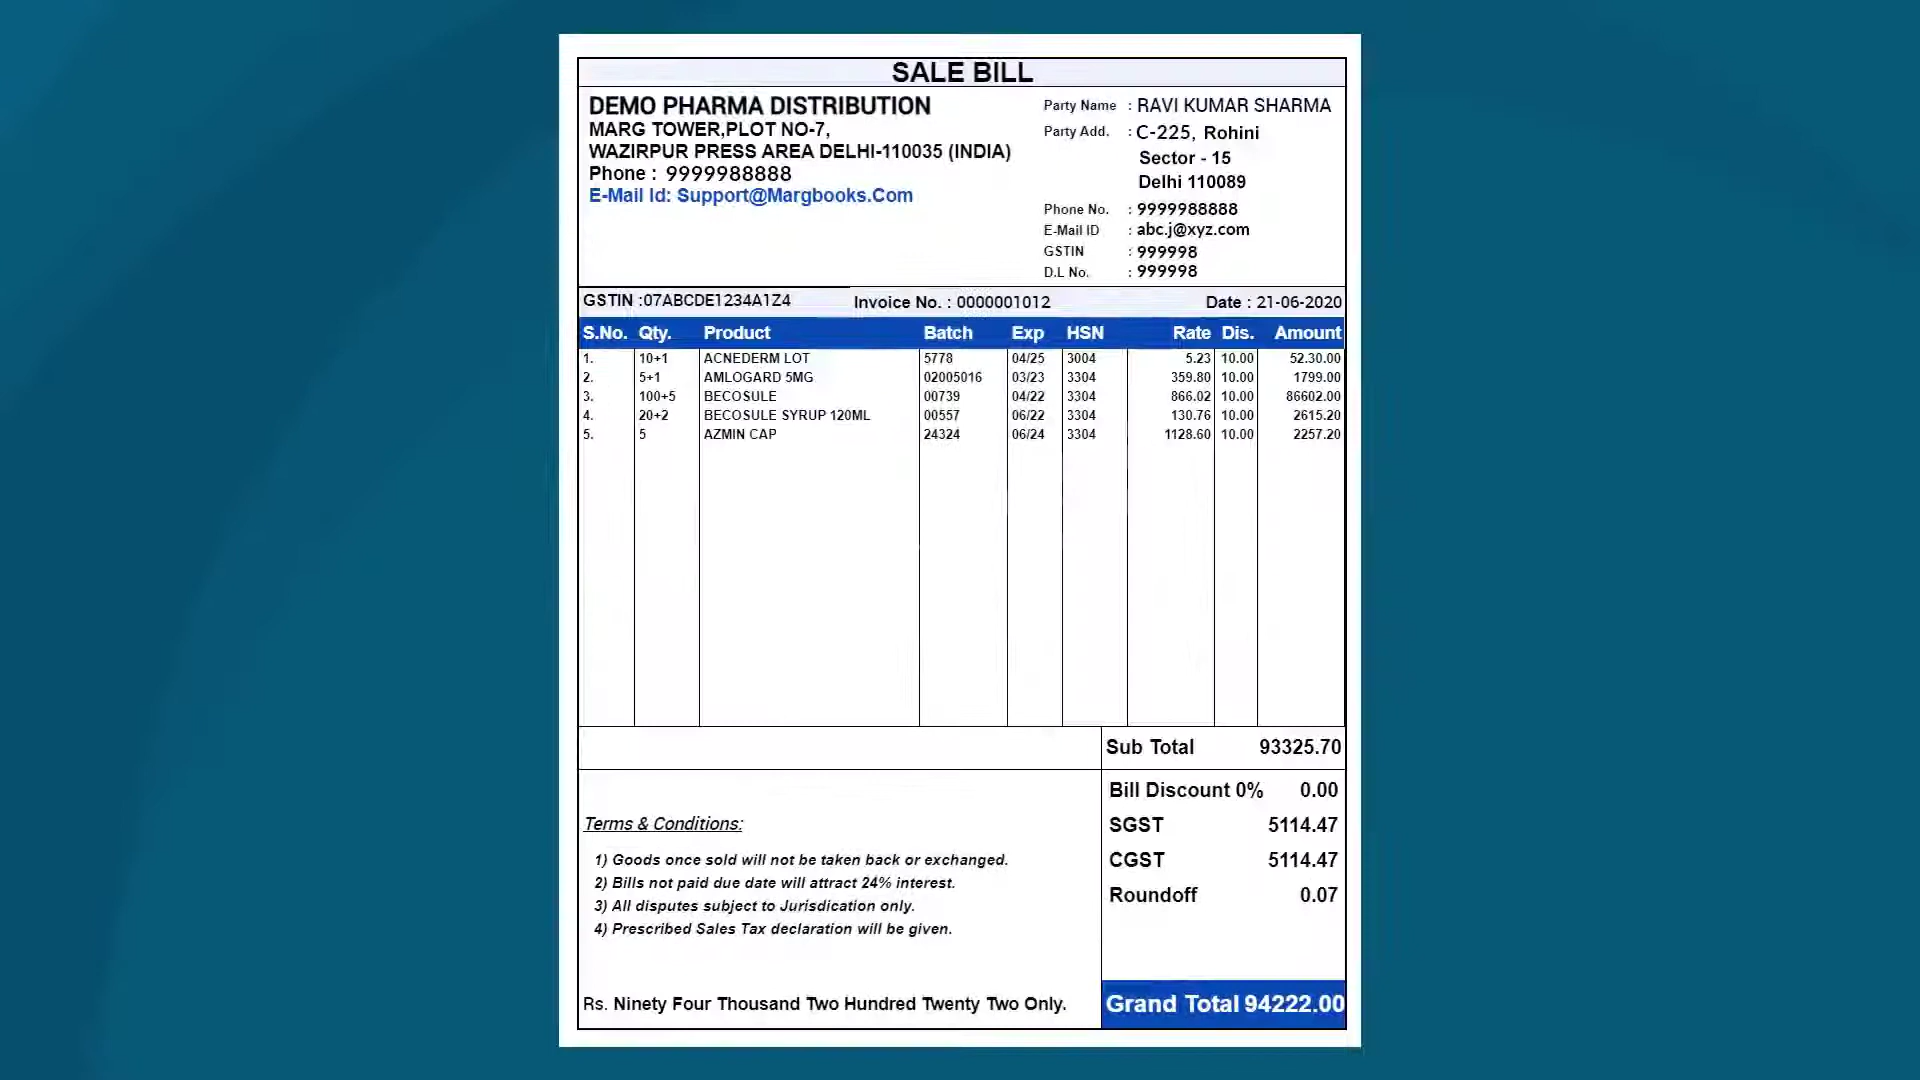 SALE BILL
DEMO PHARMA DISTRIBUTION
MARG TOWER,PLOT NO-7,
WAZIRPUR PRESS AREA DELHI-110035 (INDIA)
Phone : 9999988888
E-Mail Id: Support@Margbooks.Com
Party Name : RAVI KUMAR SHARMA
Party Add. : C-225, Rohini
Sector - 15
Delhi 110089
Phone No. : 9999988888
E-Mail ID : abc.j@xyz.com
GSTIN : 999998
D.L No. : 999998
GSTIN :07ABCDE1234A1Z4 Invoice No. : 0000001012 Date : 21-06-2020
S.No. Qty. Product Batch Exp HSN Rate Dis. Amount
1. 10+1 ACNEDERM LOT 5778 04/25 3004 5.23 10.00 52.30.00
2. 5+1 AMLOGARD 5MG 02005016 03/23 3304 359.80 10.00 1799.00
3. 100+5 BECOSULE 00739 04/22 3304 866.02 10.00 86602.00
4. 20+2 BECOSULE SYRUP 120ML 00557 06/22 3304 130.76 10.00 2615.20
5. 5 AZMIN CAP 24324 06/24 3304 1128.60 10.00 2257.20
Sub Total 93325.70
Bill Discount 0% 0.00
SGST 5114.47
CGST 5114.47
Roundoff 0.07
Terms & Conditions:
1) Goods once sold will not be taken back or exchanged.
2) Bills not paid due date will attract 24% interest.
3) All disputes subject to Jurisdication only.
4) Prescribed Sales Tax declaration will be given.
Rs. Ninety Four Thousand Two Hundred Twenty Two Only.
Grand Total 94222.00